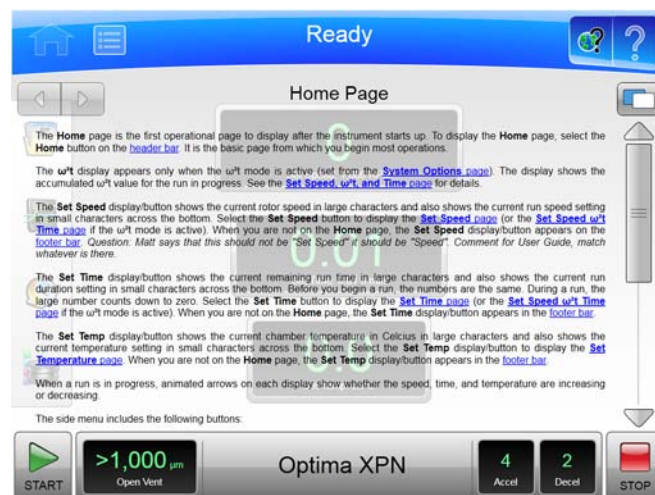 Ready
Home Page
The Home page is the first operational page to display after the instrument starts up. To display the Home page, select the
Home button on the header bar. It is the basic page from which you begin most operations.
The ω²t display appears only when the ω²t mode is active (set from the System Options page). The display shows the
accumulated ω²t value for the run in progress. See the Set Speed, ω²t, and Time page for details.
The Set Speed display/button shows the current rotor speed in large characters and also shows the current run speed setting
in small characters across the bottom. Select the Set Speed button to display the Set Speed page (or the Set Speed ω²t
Time page if the ω²t mode is active). When you are not on the Home page, the Set Speed display/button appears on the
footer bar. Question: Matt says that this should not be "Set Speed" it should be "Speed". Comment for User Guide, match
whatever is there.
The Set Time display/button shows the current remaining run time in large characters and also shows the current run
duration setting in small characters across the bottom. Before you begin a run, the numbers are the same. During a run, the
large number counts down to zero. Select the Set Time button to display the Set Time page (or the Set Speed ω²t Time
page if the ω²t mode is active). When you are not on the Home page, the Set Time display/button appears in the footer bar.
The Set Temp display/button shows the current chamber temperature in Celcius in large characters and also shows the
current temperature setting in small characters across the bottom. Select the Set Temp display/button to display the Set
Temperature page. When you are not on the Home page, the Set Temp display/button appears in the footer bar.
When a run is in progress, animated arrows on each display show whether the speed, time, and temperature are increasing
or decreasing.
The side menu includes the following buttons:
START
>1,000 µm
Open Vent
Optima XPN
4
Accel
2
Decel
STOP